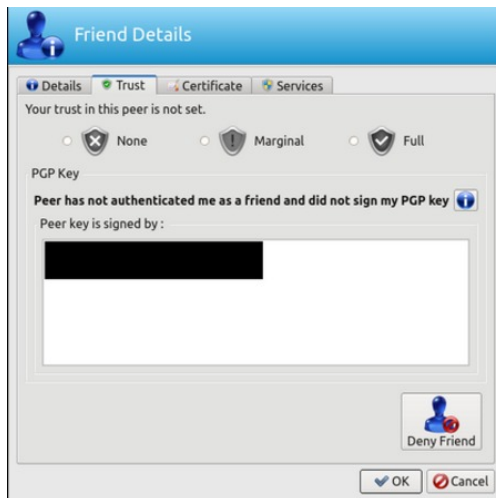 Friend Details
Details Trust Certificate Services
Your trust in this peer is not set.
None Marginal Full
PGP Key
Peer has not authenticated me as a friend and did not sign my PGP key
Peer key is signed by :
Deny Friend
OK Cancel